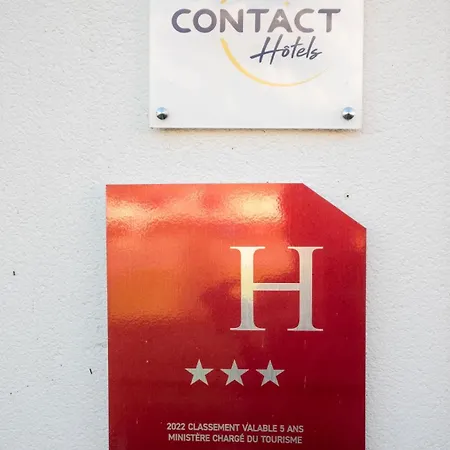 CONTACT
Hôtels
H
★★★
2022 CLASSEMENT VALABLE 5 ANS
MINISTÈRE CHARGÉ DU TOURISME